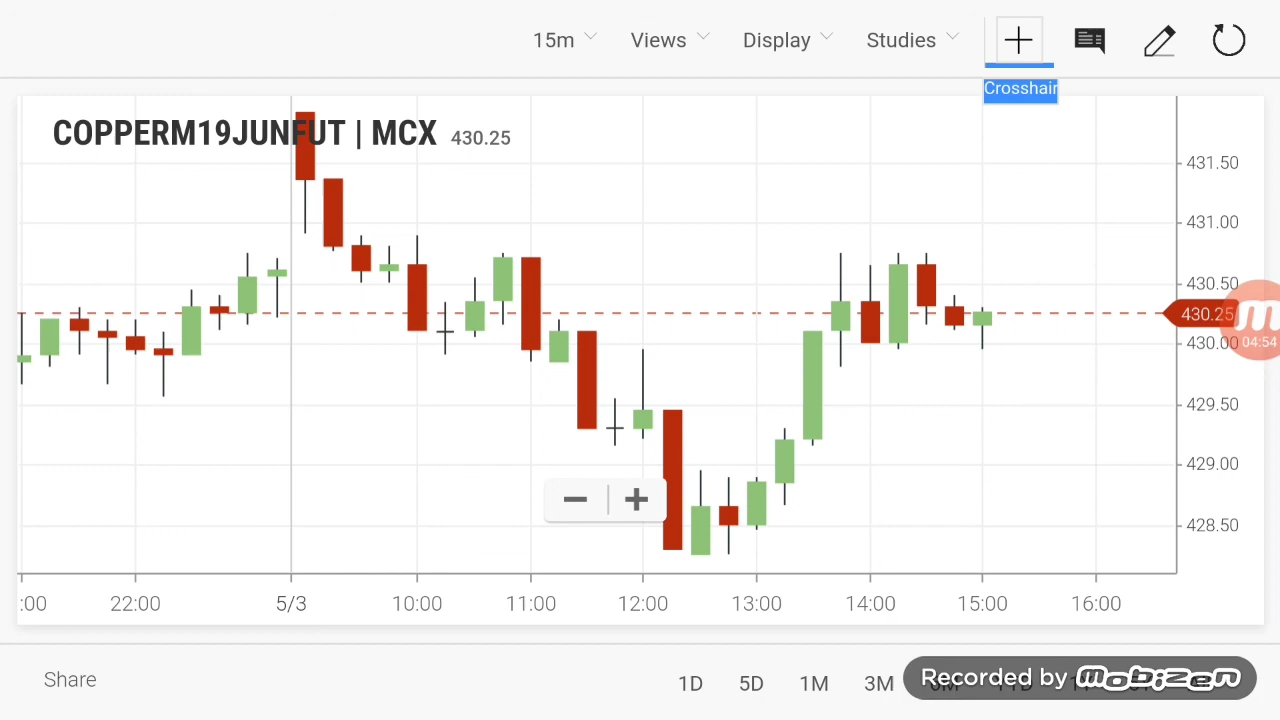 15m Views Display Studies
Crosshair
COPPERM19JUNFUT | MCX 430.25
431.50
431.00
430.50
430.25
430.00
04:54
429.50
429.00
428.50
:00 22:00 5/3 10:00 11:00 12:00 13:00 14:00 15:00 16:00
Share 1D 5D 1M 3M
Recorded by mobizen